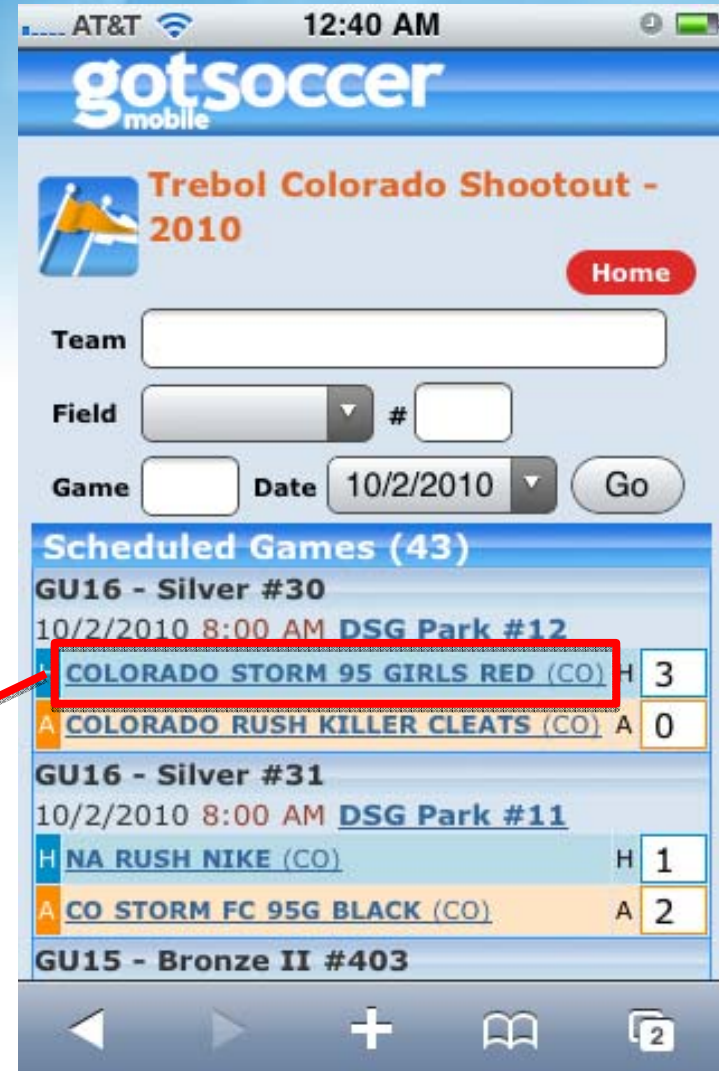 AT&T 12:40 AM
gotsoccer
mobile
Trebol Colorado Shootout -
2010
Home
Team
Field #
Game Date 10/2/2010 Go
Scheduled Games (43)
GU16 - Silver #30
10/2/2010 8:00 AM DSG Park #12
H COLORADO STORM 95 GIRLS RED (CO) H 3
A COLORADO RUSH KILLER CLEATS (CO) A 0
GU16 - Silver #31
10/2/2010 8:00 AM DSG Park #11
H NA RUSH NIKE (CO) H 1
A CO STORM FC 95G BLACK (CO) A 2
GU15 - Bronze II #403
2